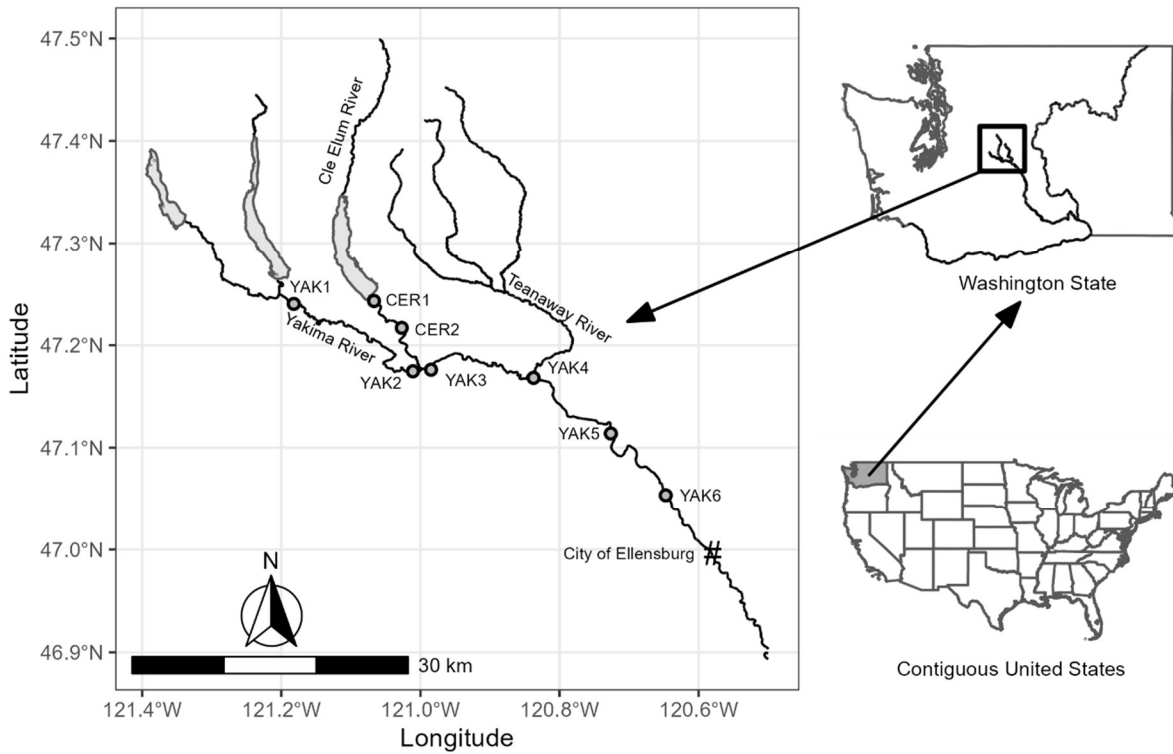 47.5°N
47.4°N
47.3°N
47.2°N
47.1°N
47.0°N
46.9°N
Latitude
Cle Elum River
Teanaway River
Yakima River
YAK1
CER1
CER2
YAK2
YAK3
YAK4
YAK5
YAK6
City of Ellensburg
#
N
30 km
121.4°W
121.2°W
121.0°W
120.8°W
120.6°W
Longitude
Washington State
Contiguous United States